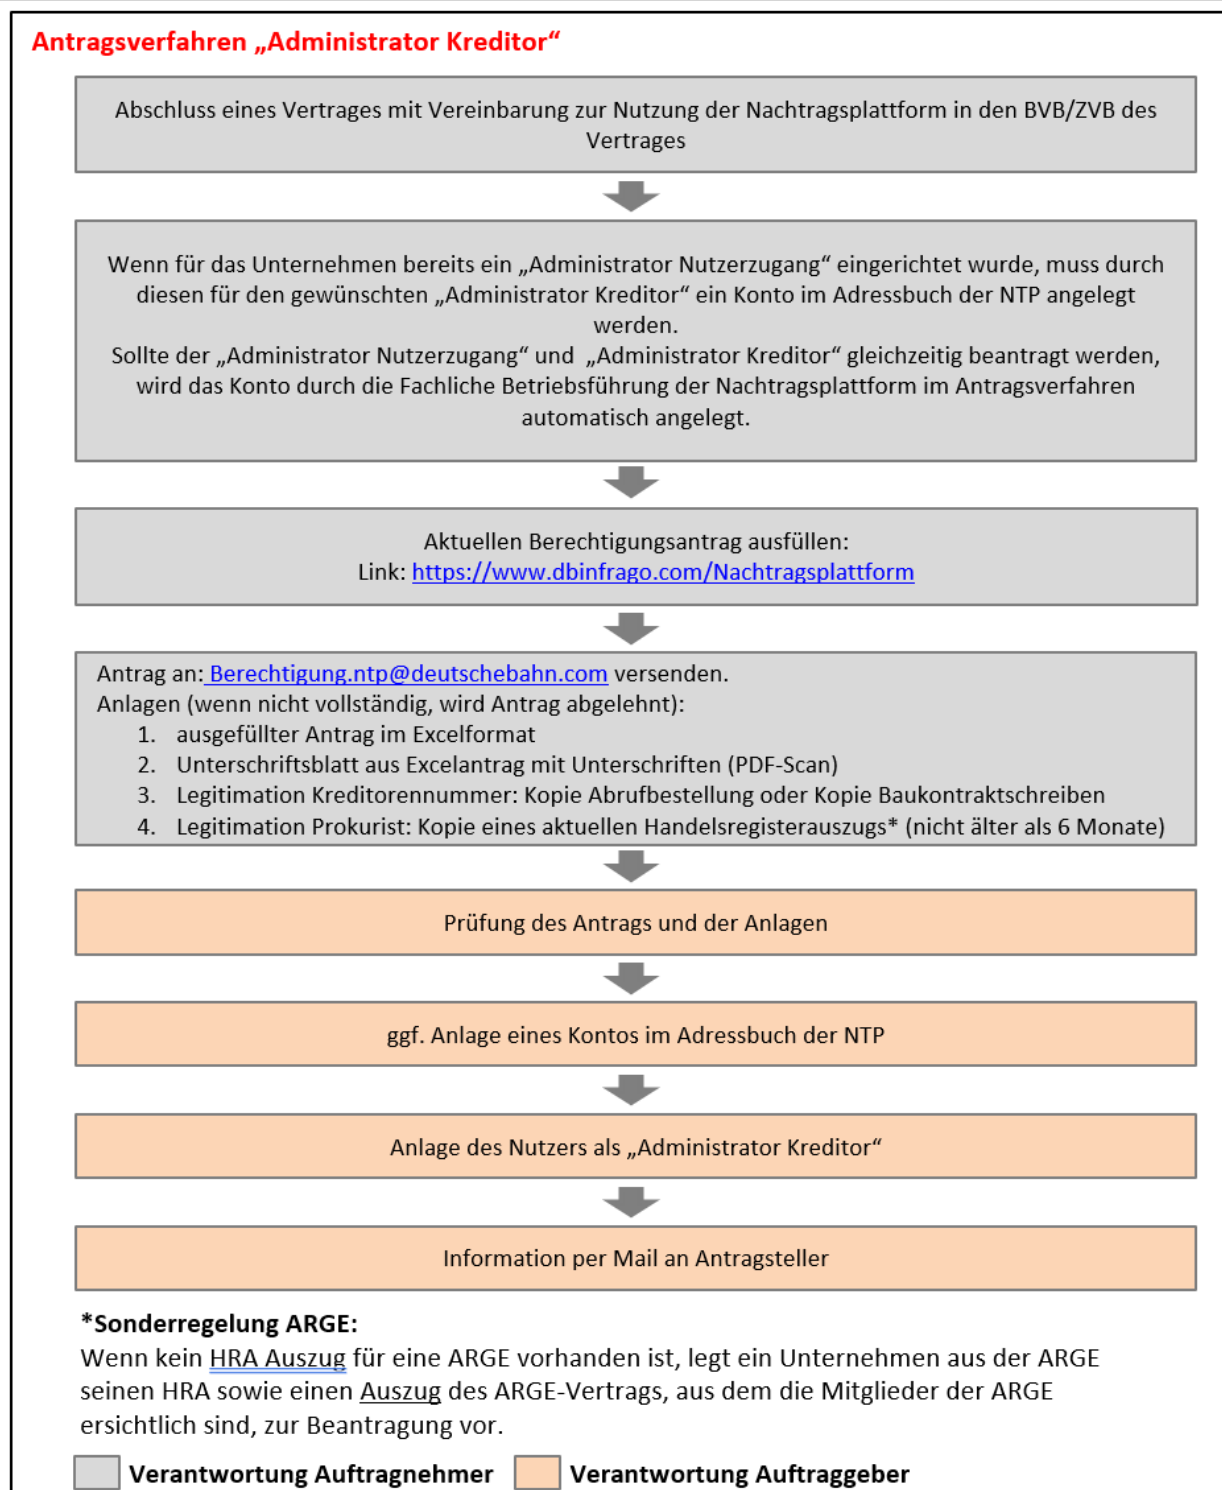 Antragsverfahren „Administrator Kreditor“
Abschluss eines Vertrages mit Vereinbarung zur Nutzung der Nachtragsplattform in den BVB/ZVB des
Vertrages
Wenn für das Unternehmen bereits ein „Administrator Nutzerzugang“ eingerichtet wurde, muss durch
diesen für den gewünschten „Administrator Kreditor“ ein Konto im Adressbuch der NTP angelegt
werden.
Sollte der „Administrator Nutzerzugang“ und „Administrator Kreditor“ gleichzeitig beantragt werden,
wird das Konto durch die Fachliche Betriebsführung der Nachtragsplattform im Antragsverfahren
automatisch angelegt.
Aktuellen Berechtigungsantrag ausfüllen:
Link: https://www.dbinfrago.com/Nachtragsplattform
Antrag an: Berechtigung.ntp@deutschebahn.com versenden.
Anlagen (wenn nicht vollständig, wird Antrag abgelehnt):
1. ausgefüllter Antrag im Excelformat
2. Unterschriftsblatt aus Excelantrag mit Unterschriften (PDF-Scan)
3. Legitimation Kreditorennummer: Kopie Abrufbestellung oder Kopie Baukontraktschreiben
4. Legitimation Prokurist: Kopie eines aktuellen Handelsregisterauszugs* (nicht älter als 6 Monate)
Prüfung des Antrags und der Anlagen
ggf. Anlage eines Kontos im Adressbuch der NTP
Anlage des Nutzers als „Administrator Kreditor“
Information per Mail an Antragsteller
*Sonderregelung ARGE:
Wenn kein HRA Auszug für eine ARGE vorhanden ist, legt ein Unternehmen aus der ARGE
seinen HRA sowie einen Auszug des ARGE-Vertrags, aus dem die Mitglieder der ARGE
ersichtlich sind, zur Beantragung vor.
Verantwortung Auftragnehmer Verantwortung Auftraggeber